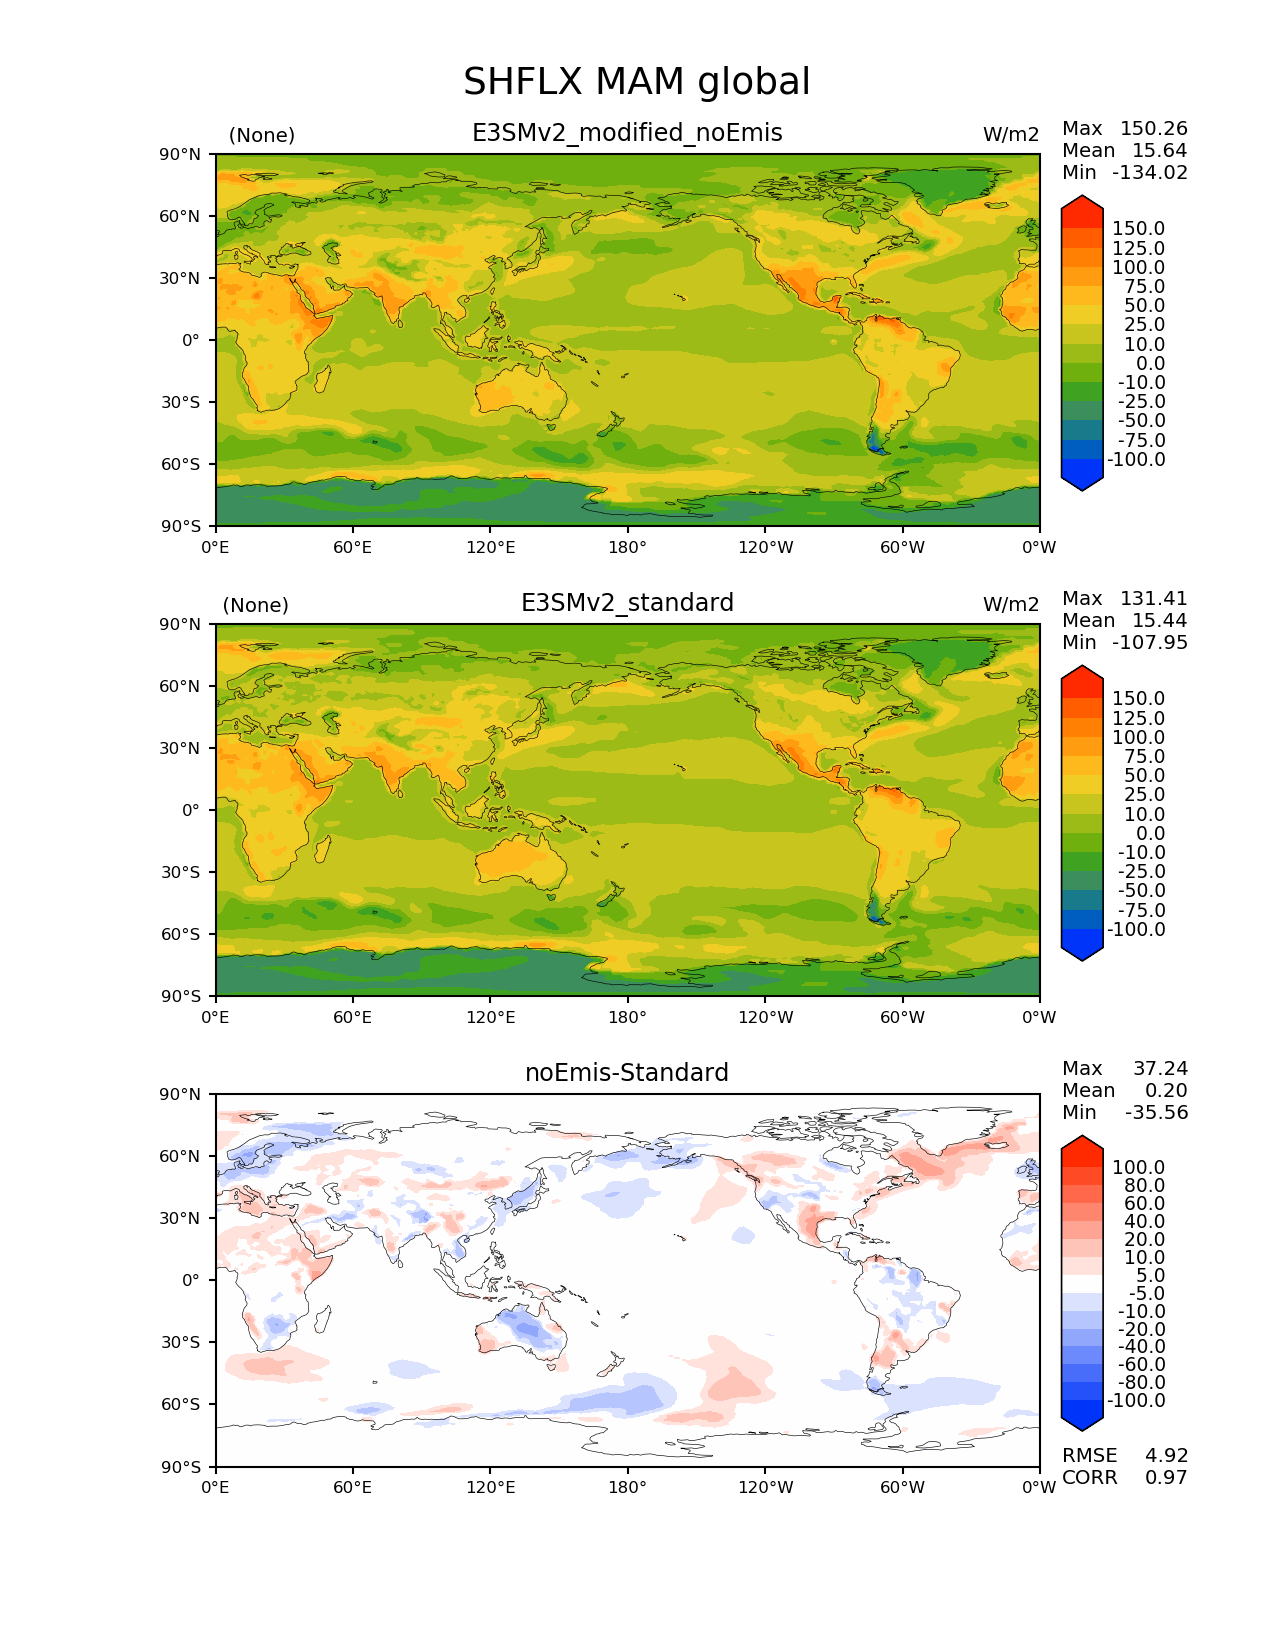 SHFLX MAM global
(None) E3SMv2_modified_noEmis W/m2
Max 150.26
Mean 15.64
Min -134.02
90°N
60°N
30°N
0°
30°S
60°S
90°S
0°E 60°E 120°E 180° 120°W 60°W 0°W
150.0
125.0
100.0
75.0
50.0
25.0
10.0
0.0
-10.0
-25.0
-50.0
-75.0
-100.0
(None) E3SMv2_standard W/m2
Max 131.41
Mean 15.44
Min -107.95
90°N
60°N
30°N
0°
30°S
60°S
90°S
0°E 60°E 120°E 180° 120°W 60°W 0°W
150.0
125.0
100.0
75.0
50.0
25.0
10.0
0.0
-10.0
-25.0
-50.0
-75.0
-100.0
noEmis-Standard
Max 37.24
Mean 0.20
Min -35.56
90°N
60°N
30°N
0°
30°S
60°S
90°S
0°E 60°E 120°E 180° 120°W 60°W 0°W
100.0
80.0
60.0
40.0
20.0
10.0
5.0
-5.0
-10.0
-20.0
-40.0
-60.0
-80.0
-100.0
RMSE 4.92
CORR 0.97